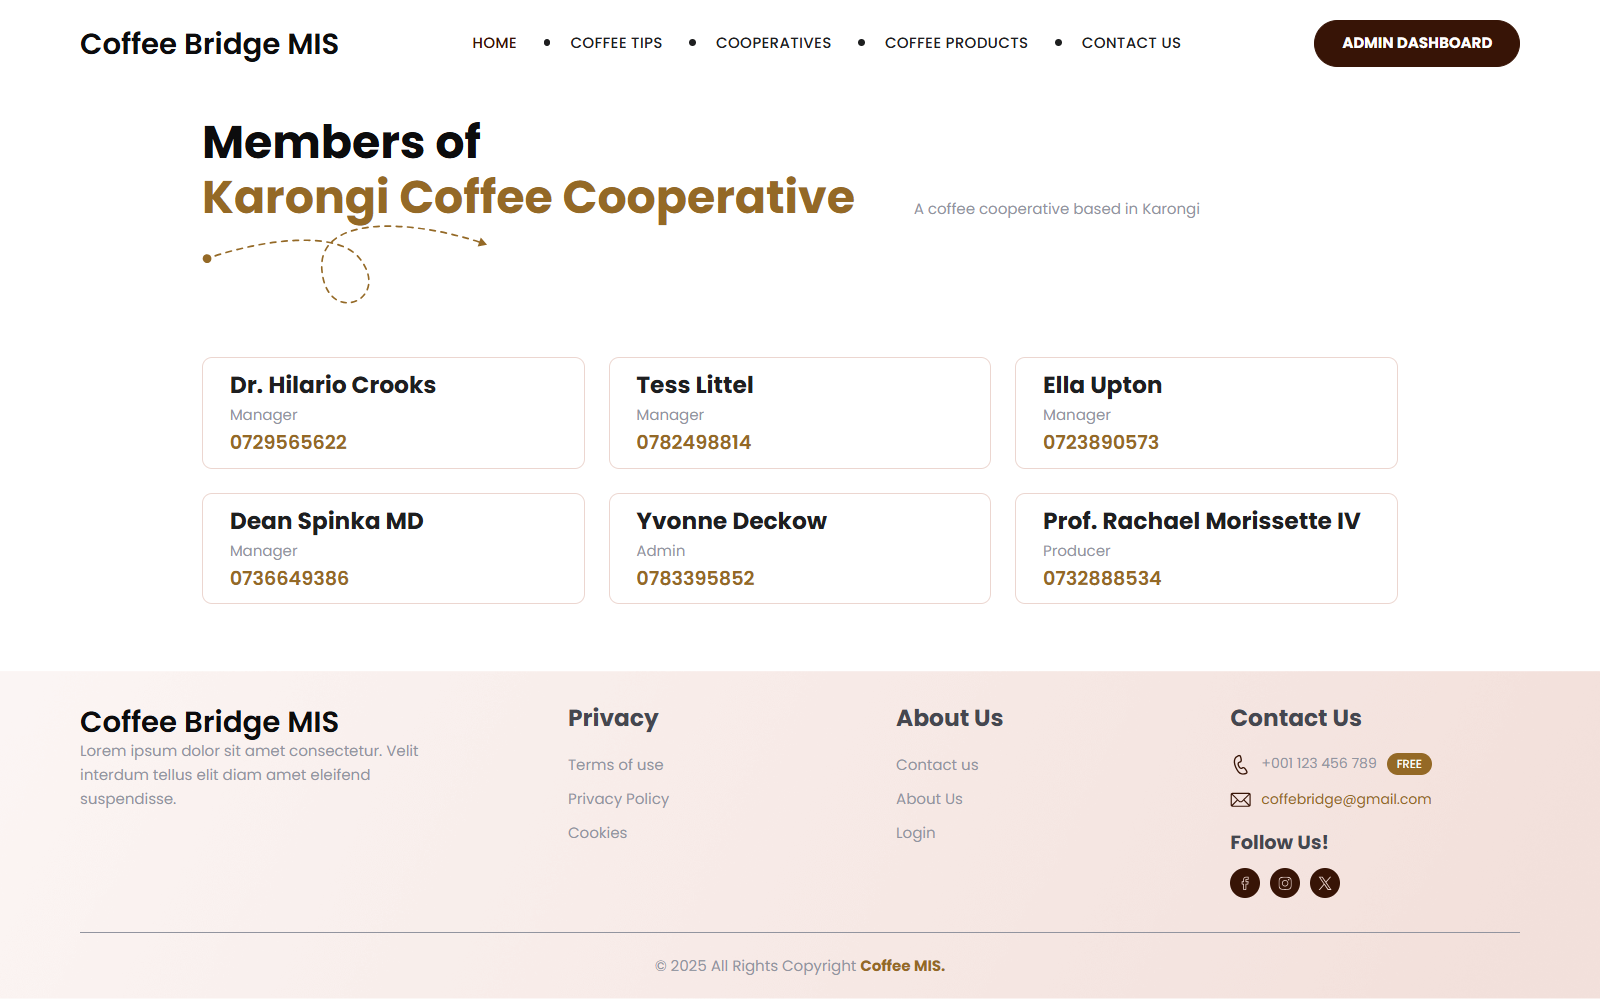 Coffee Bridge MIS
HOME
COFFEE TIPS
COOPERATIVES
COFFEE PRODUCTS
CONTACT US
ADMIN DASHBOARD
Members of
Karongi Coffee Cooperative
A coffee cooperative based in Karongi
Dr. Hilario Crooks
Manager
0729565622
Tess Littel
Manager
0782498814
Ella Upton
Manager
0723890573
Dean Spinka MD
Manager
0736649386
Yvonne Deckow
Admin
0783395852
Prof. Rachael Morissette IV
Producer
0732888534
Coffee Bridge MIS
Lorem ipsum dolor sit amet consectetur. Velit
interdum tellus elit diam amet eleifend
suspendisse.
Privacy
Terms of use
Privacy Policy
Cookies
About Us
Contact us
About Us
Login
Contact Us
+001 123 456 789 FREE
coffebridge@gmail.com
Follow Us!
© 2025 All Rights Copyright Coffee MIS.